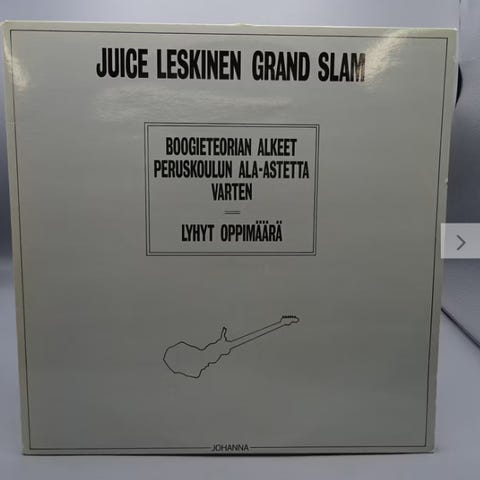 JUICE LESKINEN GRAND SLAM
BOOGIETEORIAN ALKEET
PERUSKOULUN ALA-ASTETTA
VARTEN
LYHYT OPPIMÄÄRÄ
JOHANNA